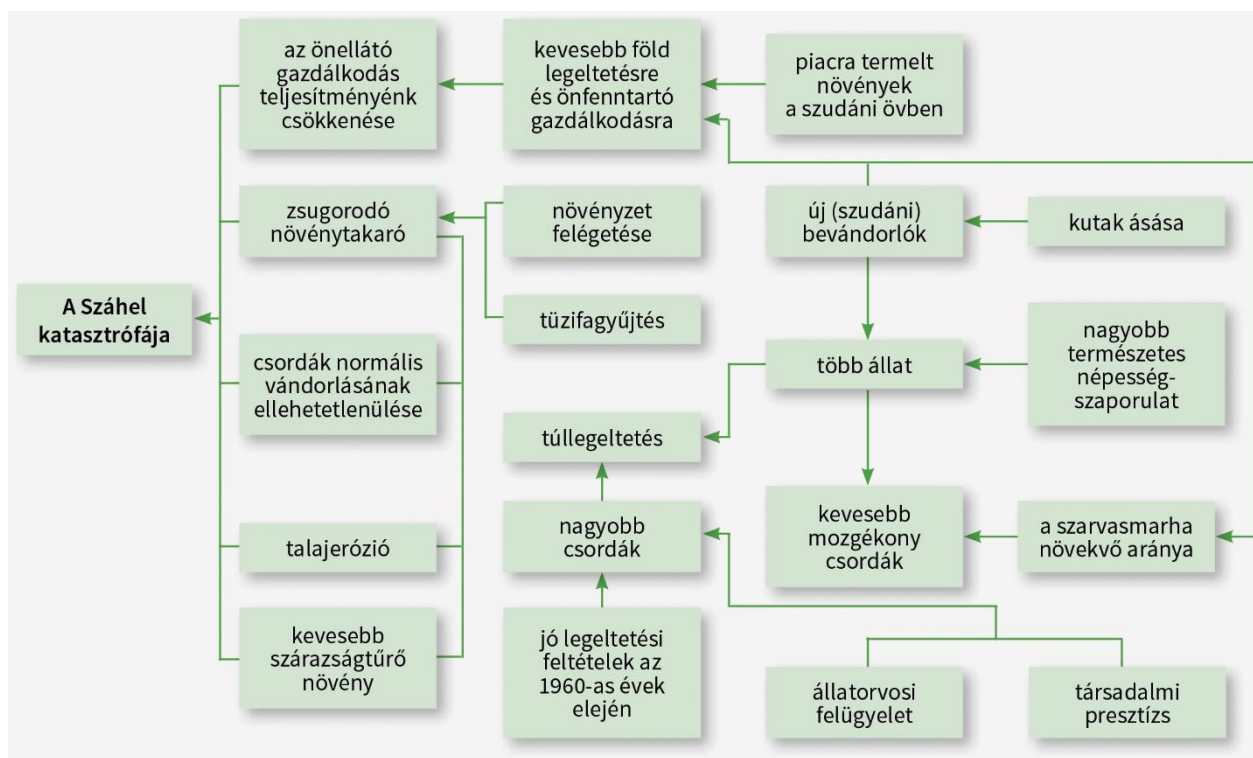 az önellátó
gazdálkodás
teljesítményénk
csökkenése
kevesebb föld
legeltetésre
és önfenntartó
gazdálkodásra
piacra termelt
növények
a szudáni övben
zsugorodó
növénytakaró
növényzet
felégetése
új (szudáni)
bevándorlók
kutak ásása
A Száhel
katasztrófája
tüzifagyűjtés
csordák normális
vándorlásának
ellehetetlenülése
több állat
nagyobb
természetes
népesség-
szaporulat
túllegeltetés
talajerózió
nagyobb
csordák
kevesebb
mozgékony
csordák
a szarvasmarha
növekvő aránya
kevesebb
szárazságtűrő
növény
jó legeltetési
feltételek az
1960-as évek
elején
állatorvosi
felügyelet
társadalmi
presztízs